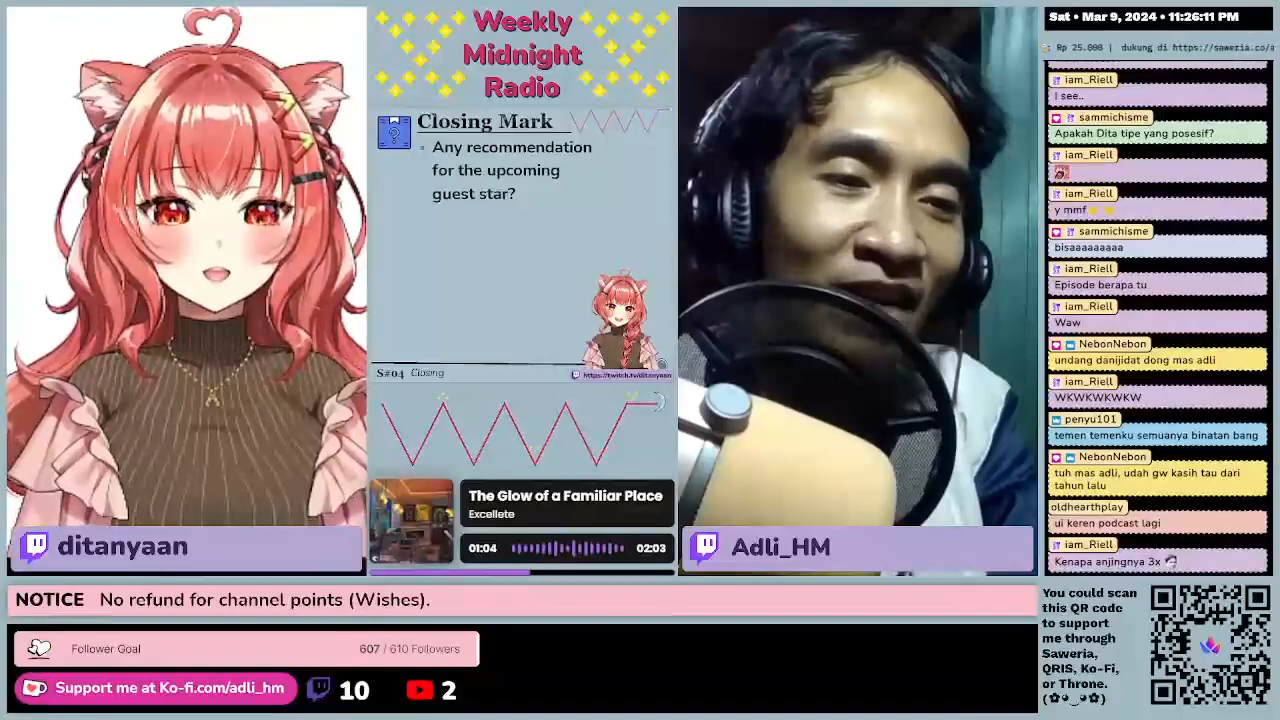 Weekly
Midnight
Radio
Closing Mark
Any recommendation
for the upcoming
guest star?
S#04 Closing
https://twitch.tv/ditanyaan
The Glow of a Familiar Place
Excellete
01:04
02:03
ditanyaan
Adli_HM
NOTICE No refund for channel points (Wishes).
Follower Goal
607 / 610 Followers
Support me at Ko-fi.com/adli_hm
10
2
Sat • Mar 9, 2024 • 11:26:11 PM
Rp 25.000 | dukung di https://saweria.co/a
iam_Riell
I see..
sammichisme
Apakah Dita tipe yang posesif?
iam_Riell
iam_Riell
y mmf
sammichisme
bisaaaaaaaaa
iam_Riell
Episode berapa tu
iam_Riell
Waw
NebonNebon
undang danijidat dong mas adli
iam_Riell
WKWKWKWKW
penyu101
temen temenku semuanya binatan bang
NebonNebon
tuh mas adli, udah gw kasih tau dari
tahun lalu
oldhearthplay
ui keren podcast lagi
iam_Riell
Kenapa anjingnya 3x
You could scan
this QR code
to support
me through
Saweria,
QRIS, Ko-Fi,
or Throne.
(✿◕‿◕✿)